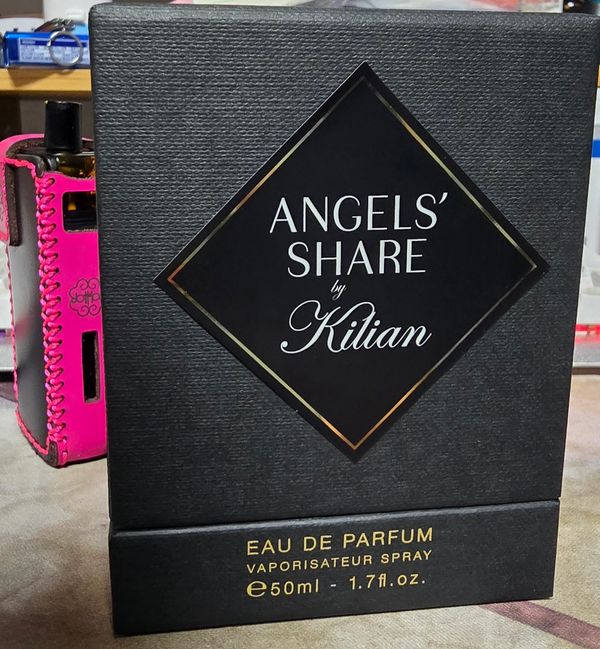 ANGELS'
SHARE
by
Kilian
EAU DE PARFUM
VAPORISATEUR SPRAY
℮50ml - 1.7fl.oz.